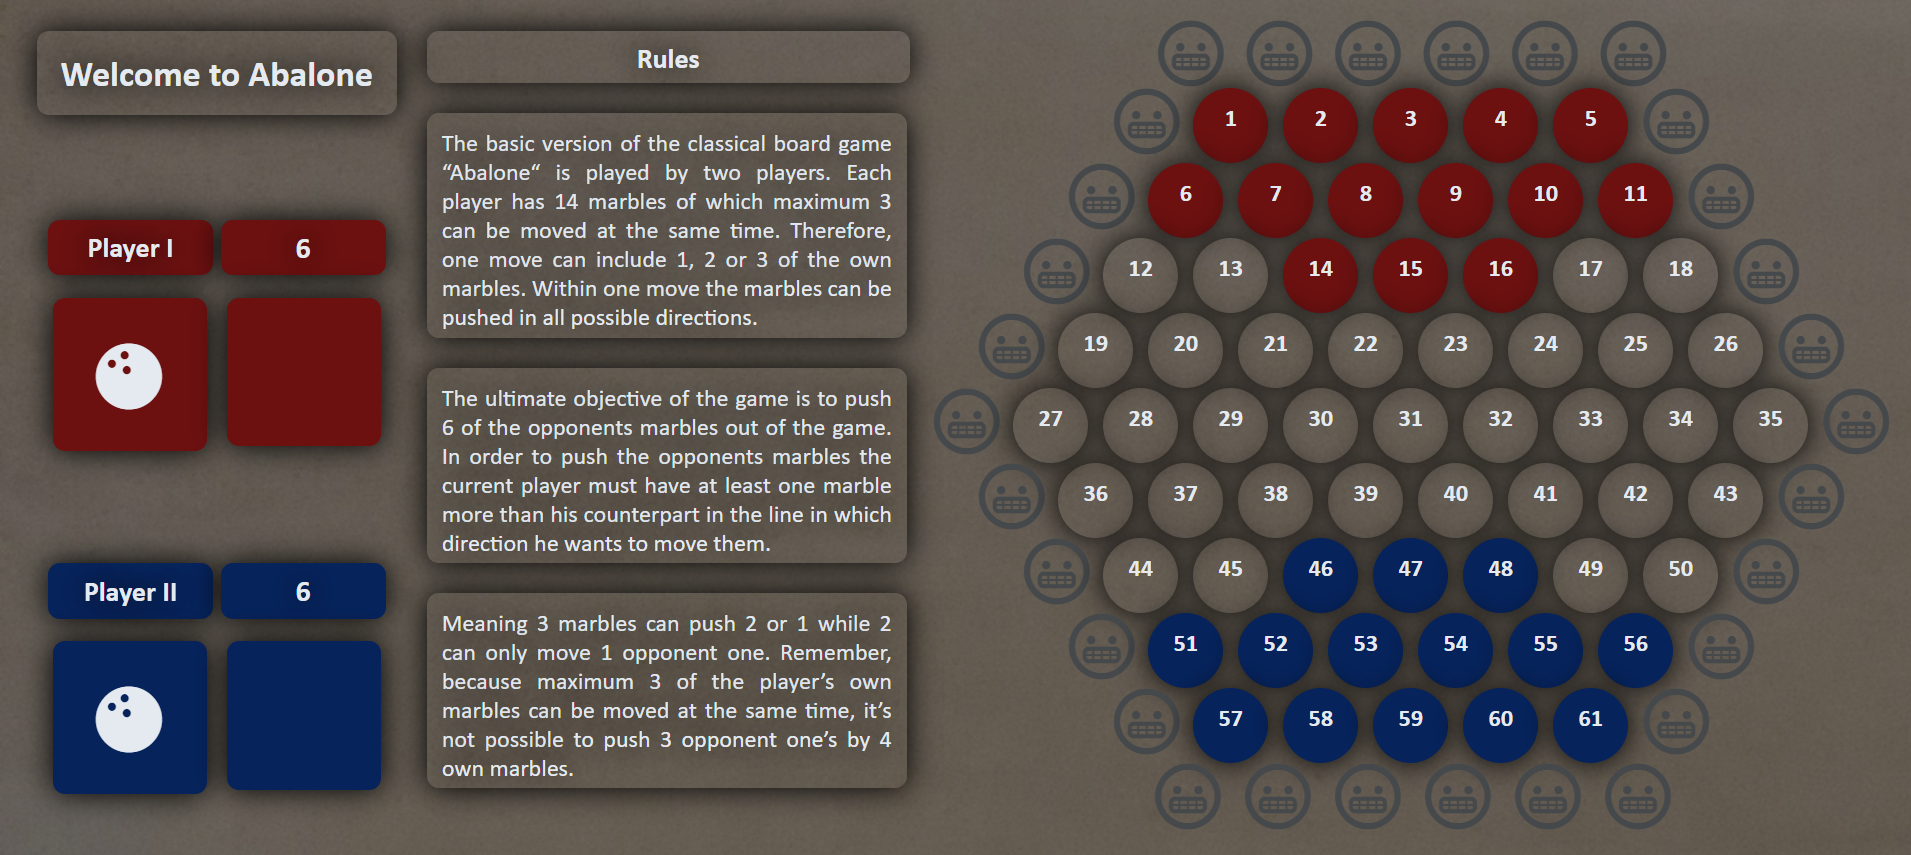 Welcome to Abalone
Player I
6
Player II
6
Rules
The basic version of the classical board game
“Abalone“ is played by two players. Each
player has 14 marbles of which maximum 3
can be moved at the same time. Therefore,
one move can include 1, 2 or 3 of the own
marbles. Within one move the marbles can be
pushed in all possible directions.
The ultimate objective of the game is to push
6 of the opponents marbles out of the game.
In order to push the opponents marbles the
current player must have at least one marble
more than his counterpart in the line in which
direction he wants to move them.
Meaning 3 marbles can push 2 or 1 while 2
can only move 1 opponent one. Remember,
because maximum 3 of the player’s own
marbles can be moved at the same time, it’s
not possible to push 3 opponent one’s by 4
own marbles.
1 2 3 4 5
6 7 8 9 10 11
12 13 14 15 16 17 18
19 20 21 22 23 24 25 26
27 28 29 30 31 32 33 34 35
36 37 38 39 40 41 42 43
44 45 46 47 48 49 50
51 52 53 54 55 56
57 58 59 60 61